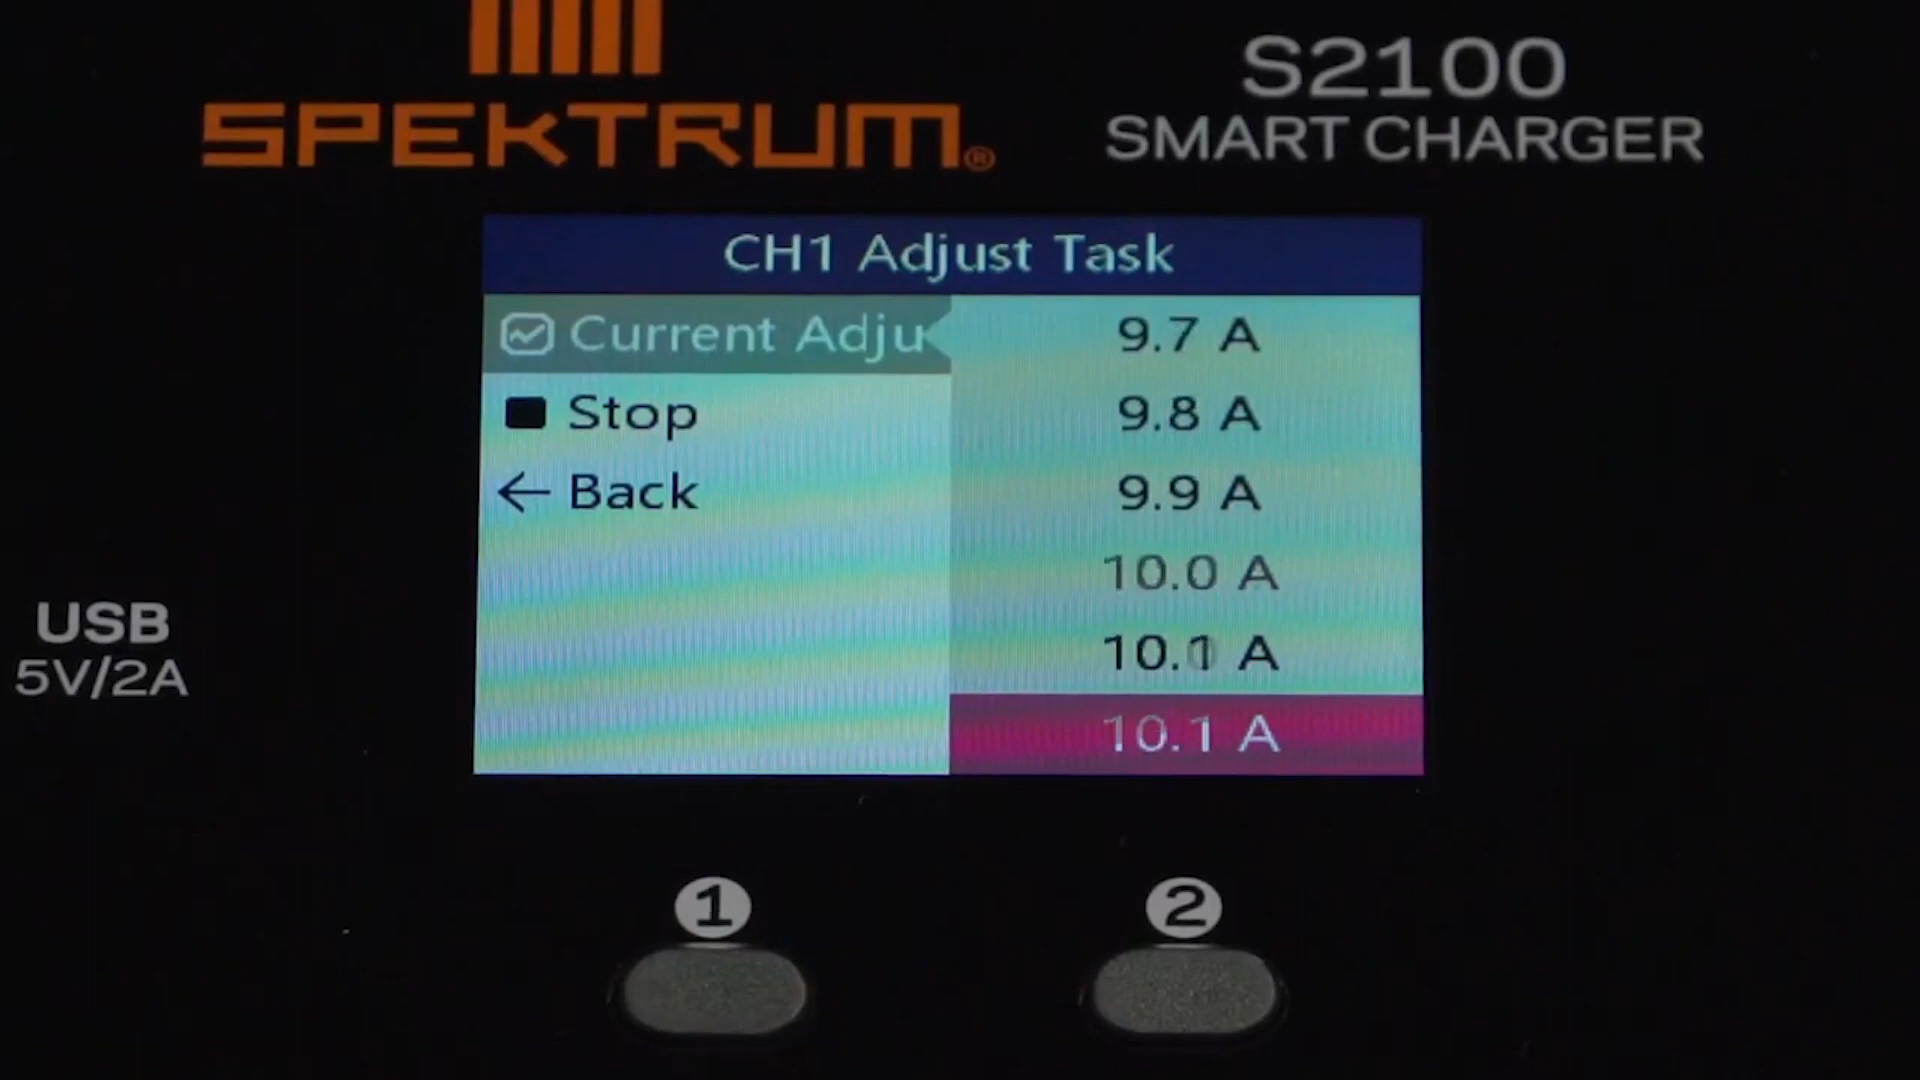 SPEKTRUM®
S2100
SMART CHARGER
CH1 Adjust Task
Current Adju
Stop
Back
9.7 A
9.8 A
9.9 A
10.0 A
10.1 A
10.1 A
USB
5V/2A
1
2